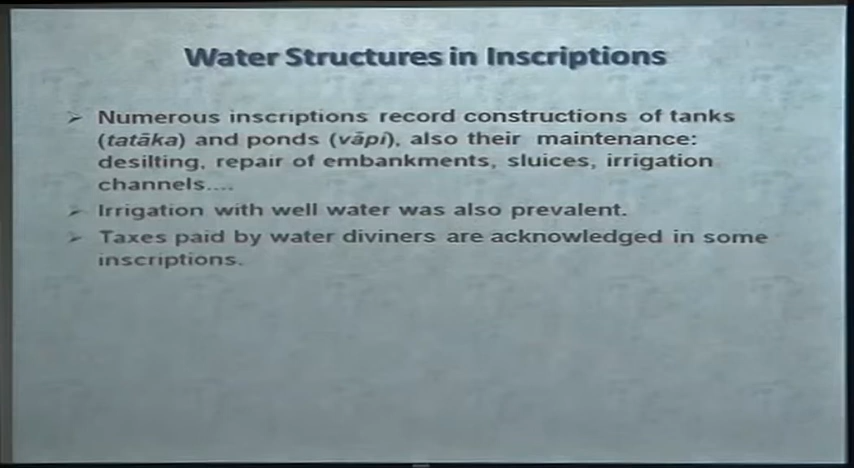 Water Structures in Inscriptions
➢ Numerous inscriptions record constructions of tanks
(tatāka) and ponds (vāpi), also their maintenance:
desilting, repair of embankments, sluices, irrigation
channels....
➢ Irrigation with well water was also prevalent.
➢ Taxes paid by water diviners are acknowledged in some
inscriptions.